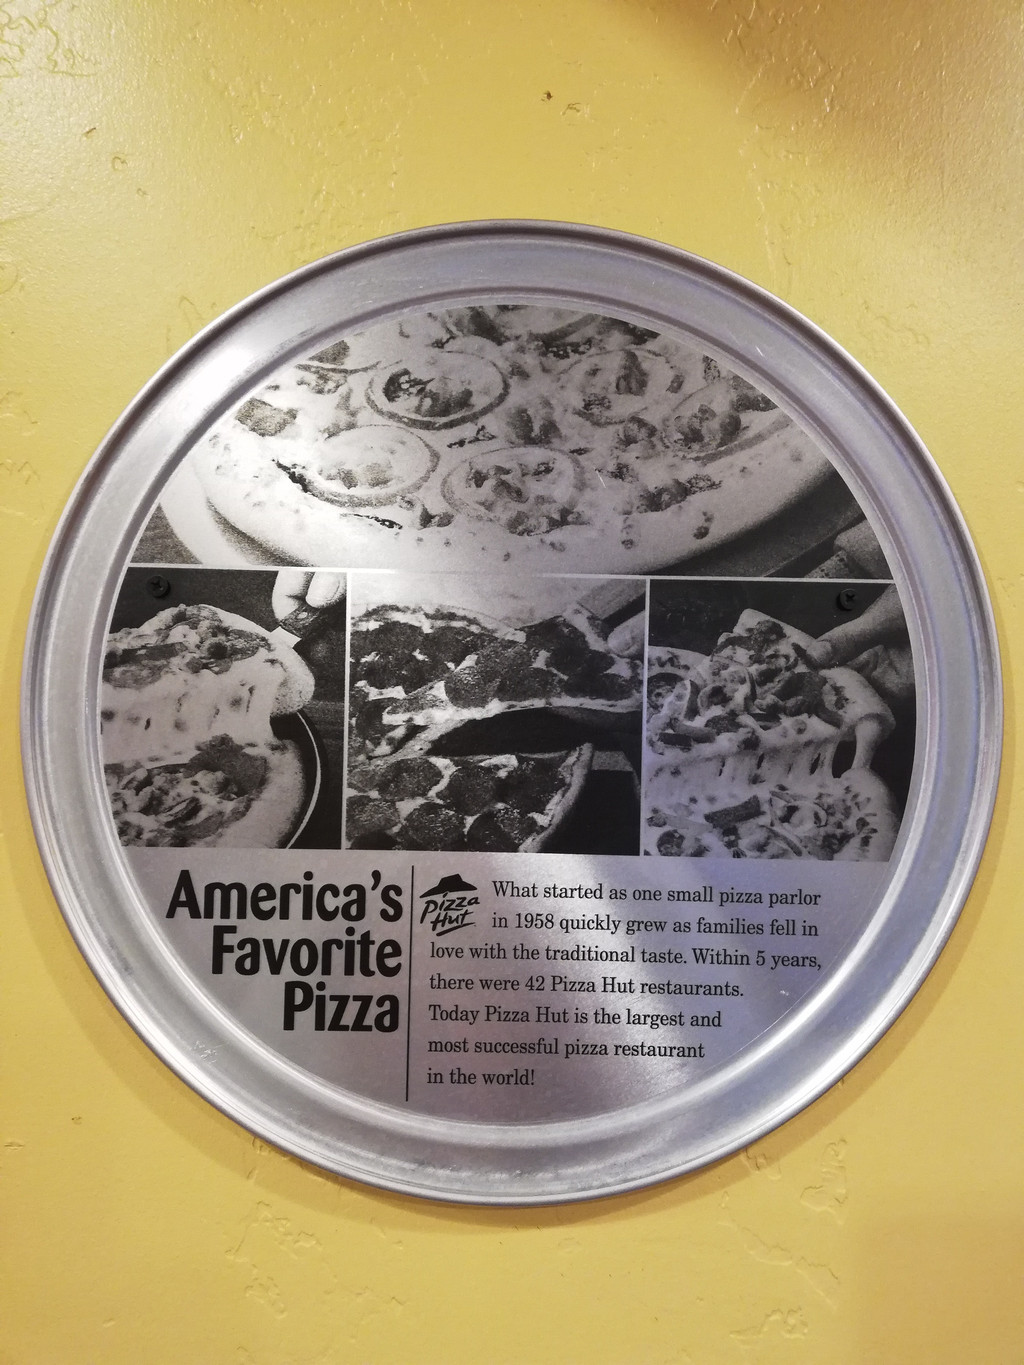 America's
Favorite
Pizza
Pizza
Hut
What started as one small pizza parlor
in 1958 quickly grew as families fell in
love with the traditional taste. Within 5 years,
there were 42 Pizza Hut restaurants.
Today Pizza Hut is the largest and
most successful pizza restaurant
in the world!